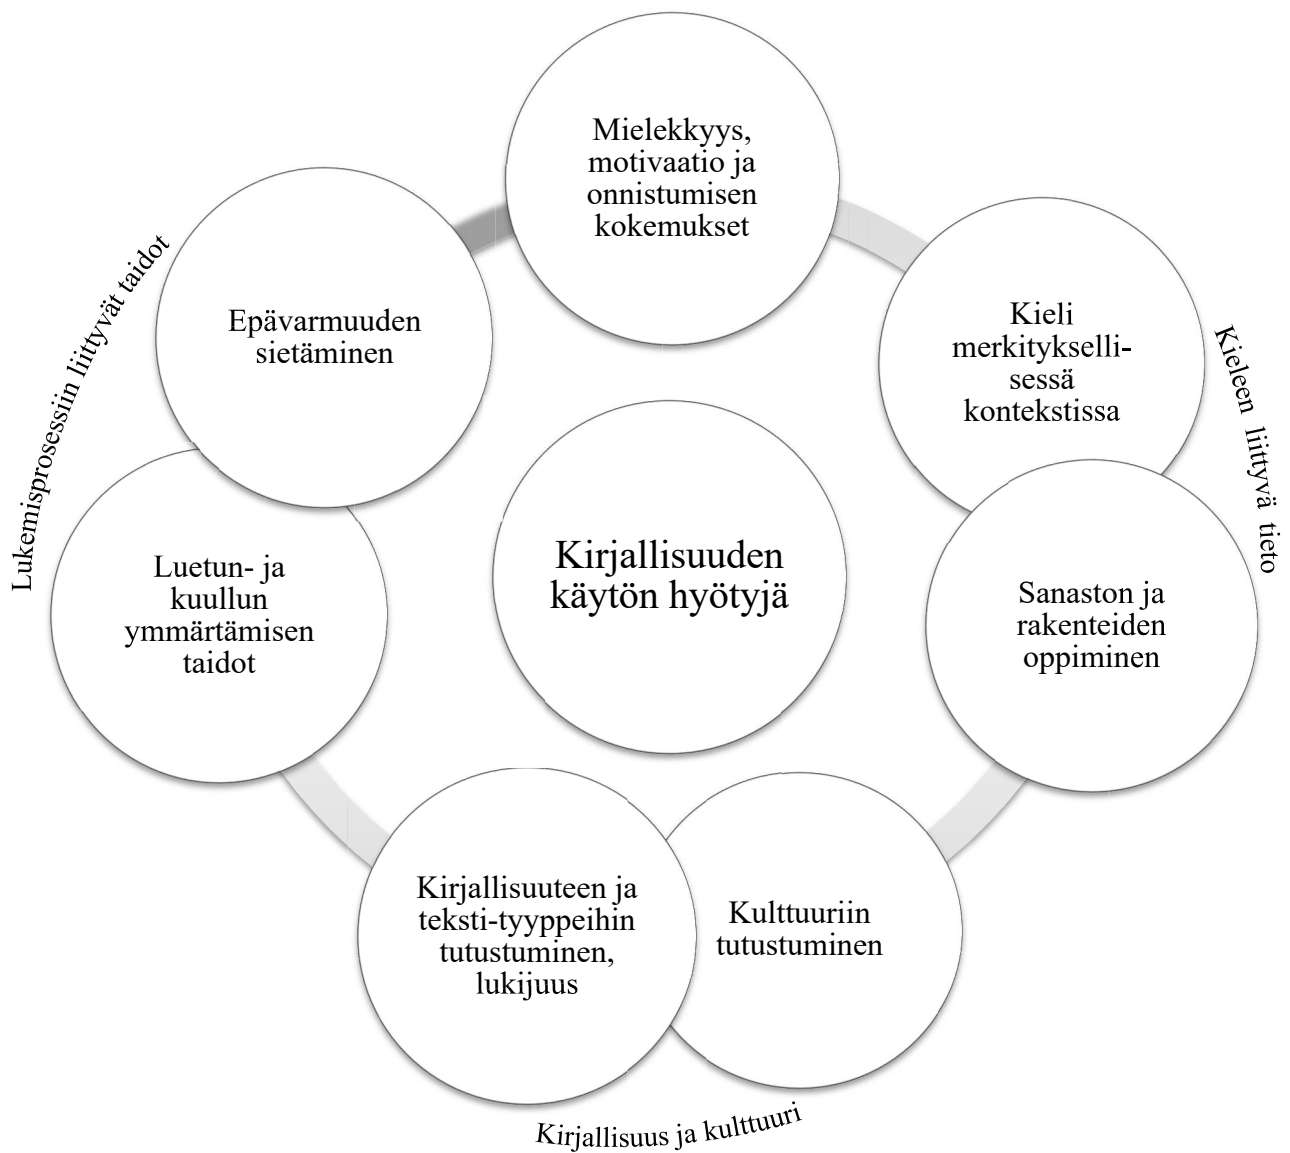 Mielekkyys,
motivaatio ja
onnistumisen
kokemukset
Kieli
merkitykselli-
sessä
kontekstissa
Kieleen liittyvä tieto
Sanaston ja
rakenteiden
oppiminen
Kulttuuriin
tutustuminen
Kirjallisuus ja kulttuuri
Kirjallisuuteen ja
teksti-tyyppeihin
tutustuminen,
lukijuus
Luetun- ja
kuullun
ymmärtämisen
taidot
Lukemisprosessiin liittyvät taidot
Epävarmuuden
sietäminen
Kirjallisuuden
käytön hyötyjä